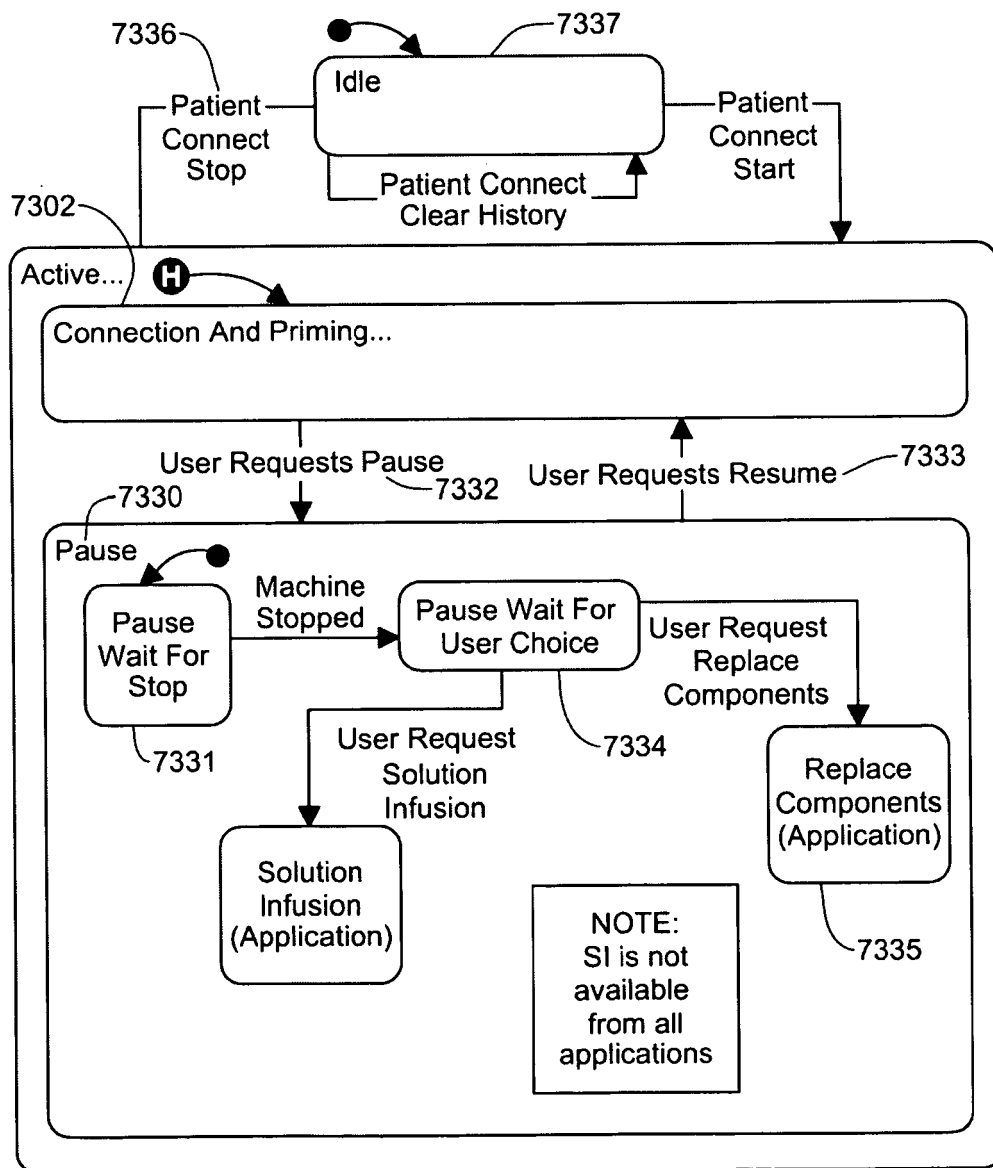 7336
7337
Idle
Patient
Connect
Stop
Patient
Connect
Start
Patient Connect
Clear History
7302
Active...
H
Connection And Priming...
User Requests Pause
7332
User Requests Resume
7333
7330
Pause
Machine
Stopped
Pause
Wait For
Stop
Pause Wait For
User Choice
User Request
Replace
Components
7331
User Request
Solution
Infusion
7334
Replace
Components
(Application)
Solution
Infusion
(Application)
NOTE:
SI is not
available
from all
applications
7335